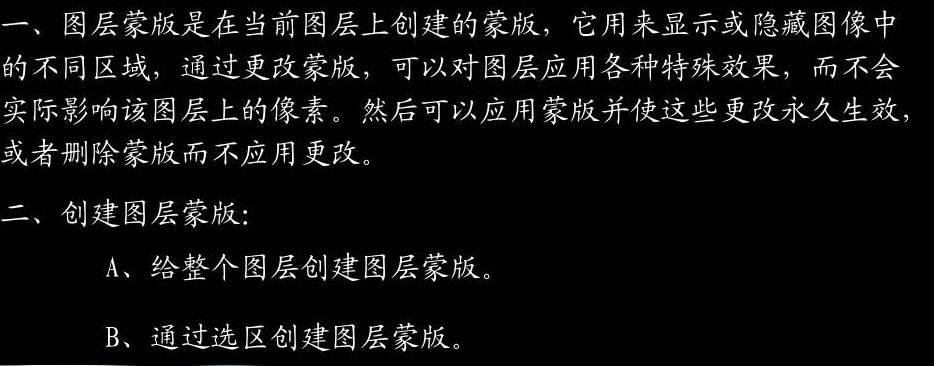 一、图层蒙版是在当前图层上创建的蒙版，它用来显示或隐藏图像中
的不同区域，通过更改蒙版，可以对图层应用各种特殊效果，而不会
实际影响该图层上的像素。然后可以应用蒙版并使这些更改永久生效，
或者删除蒙版而不应用更改。
二、创建图层蒙版：
A、给整个图层创建图层蒙版。
B、通过选区创建图层蒙版。